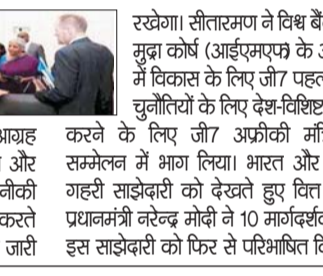 रखेगा। सीतारमण ने विश्व बैं
मुद्रा कोर्ष (आईएमएफ) के
में विकास के लिए जी7 पहल
चुनौतियों के लिए देश-विशिष्ट
करने के लिए जी7 अफ्रीकी मंत्रि
सम्मेलन में भाग लिया। भारत और
गहरी साझेदारी को देखते हुए वित्त
प्रधानमंत्री नरेन्द्र मोदी ने 10 मार्गदर्शक
इस साझेदारी को फिर से परिभाषित कि
आग्रह
और
नीकी
करते
जारी